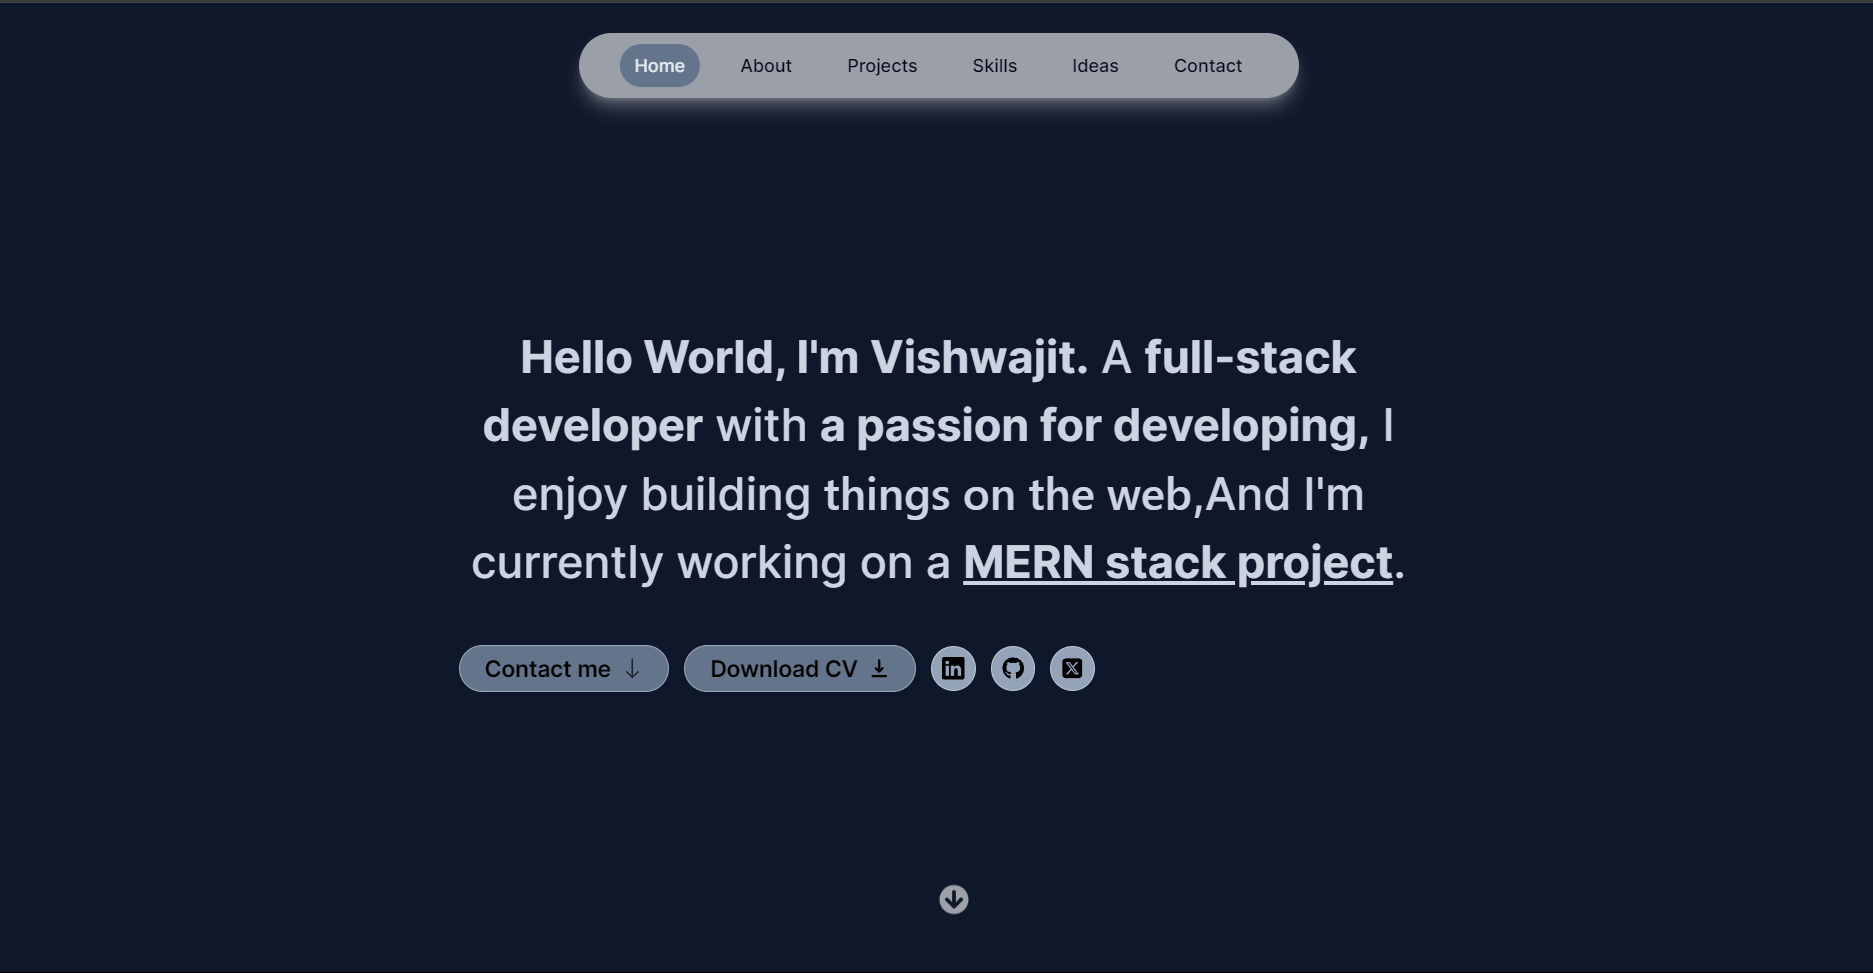 Home About Projects Skills Ideas Contact
Hello World, I'm Vishwajit. A full-stack
developer with a passion for developing, I
enjoy building things on the web,And I'm
currently working on a MERN stack project.
Contact me Download CV in X